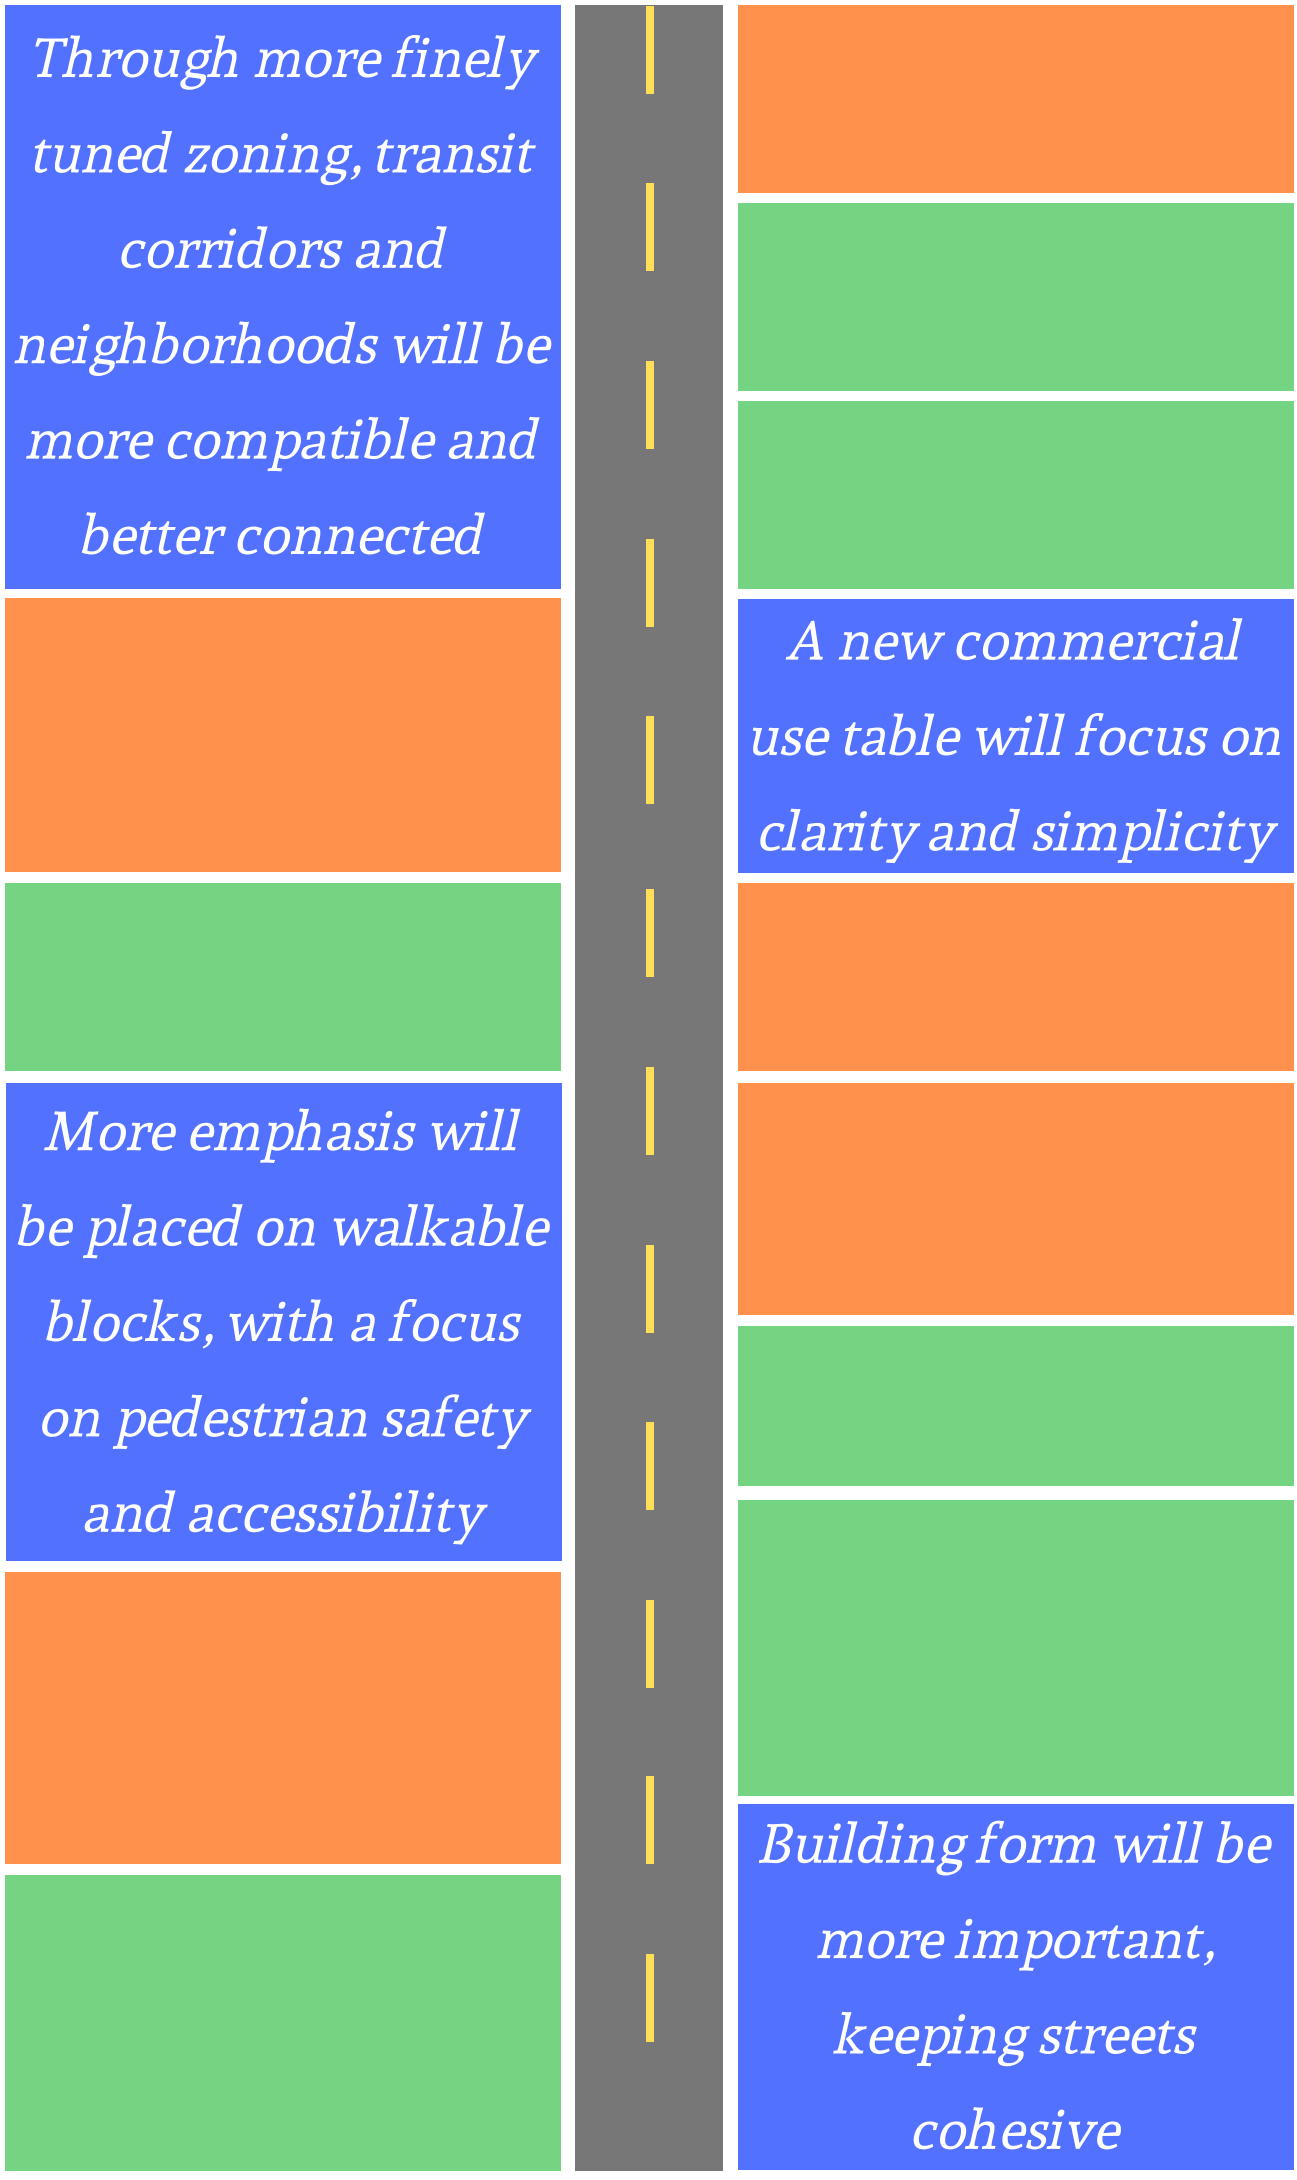 Through more finely
tuned zoning, transit
corridors and
neighborhoods will be
more compatible and
better connected
A new commercial
use table will focus on
clarity and simplicity
More emphasis will
be placed on walkable
blocks, with a focus
on pedestrian safety
and accessibility
Building form will be
more important,
keeping streets
cohesive